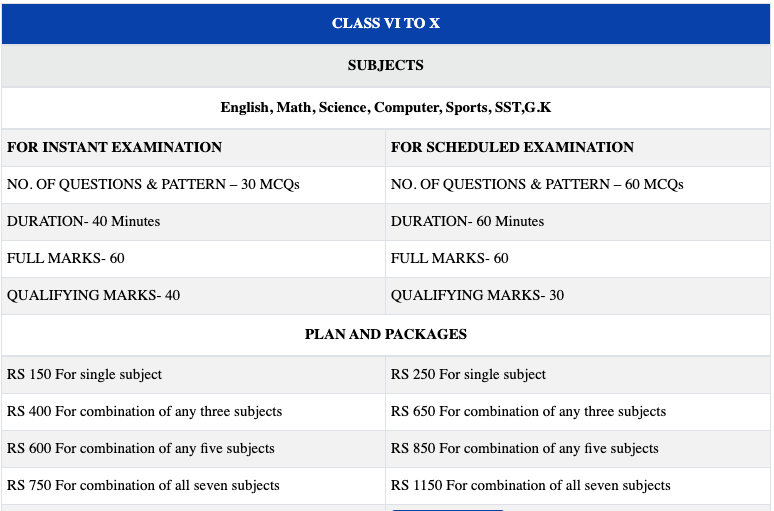 CLASS VI TO X
SUBJECTS
English, Math, Science, Computer, Sports, SST,G.K
FOR INSTANT EXAMINATION
FOR SCHEDULED EXAMINATION
NO. OF QUESTIONS & PATTERN – 30 MCQs
NO. OF QUESTIONS & PATTERN – 60 MCQs
DURATION- 40 Minutes
DURATION- 60 Minutes
FULL MARKS- 60
FULL MARKS- 60
QUALIFYING MARKS- 40
QUALIFYING MARKS- 30
PLAN AND PACKAGES
RS 150 For single subject
RS 250 For single subject
RS 400 For combination of any three subjects
RS 650 For combination of any three subjects
RS 600 For combination of any five subjects
RS 850 For combination of any five subjects
RS 750 For combination of all seven subjects
RS 1150 For combination of all seven subjects